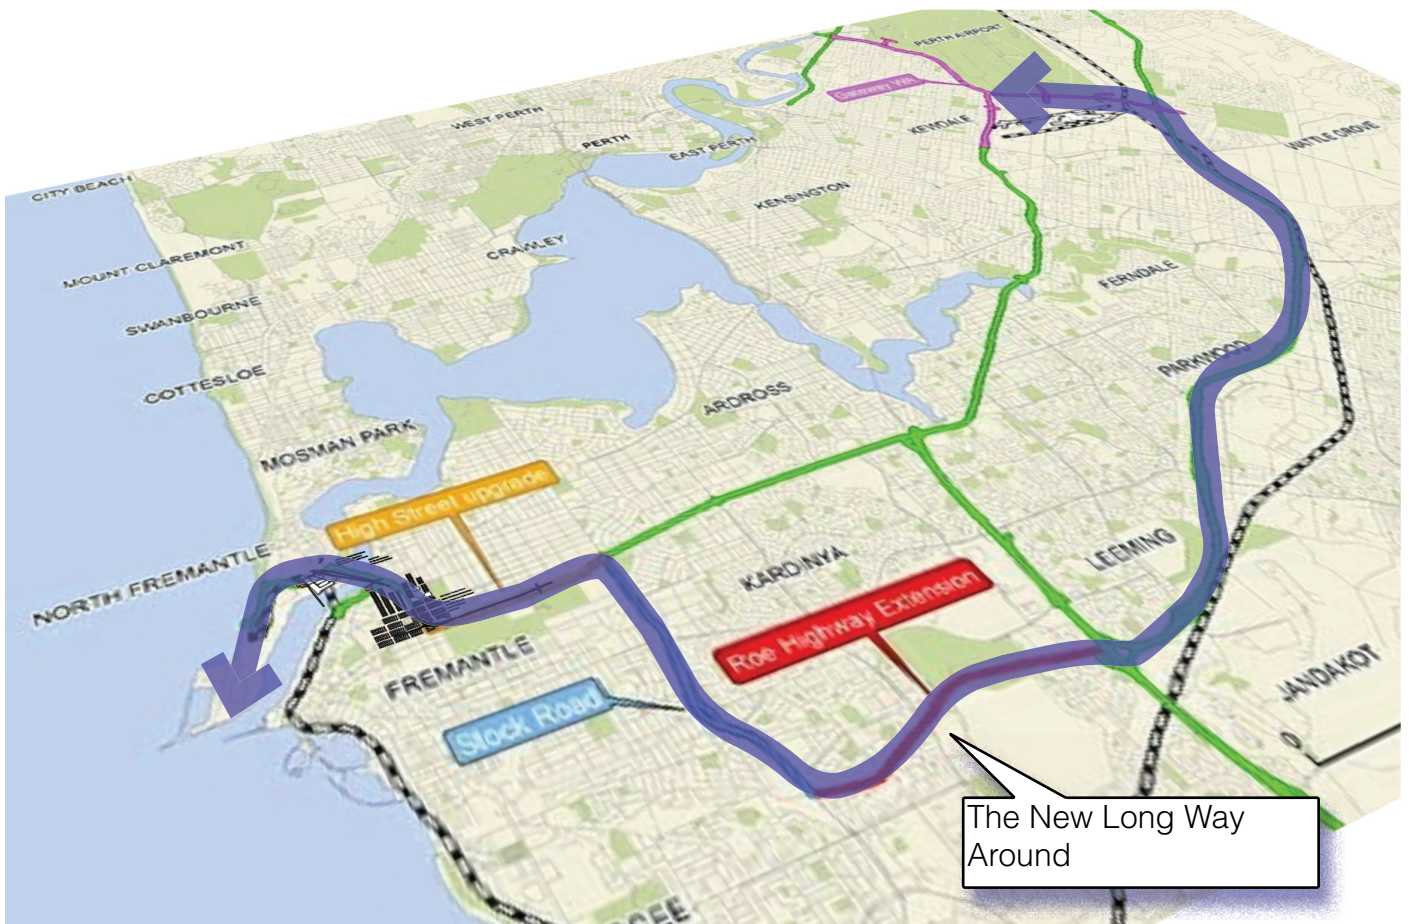 PERTH AIRPORT
Gateway WA
WEST PERTH
KEWDALE
WATTLE GROVE
PERTH
EAST PERTH
CITY BEACH
KENSINGTON
MOUNT CLAREMONT
CRAWLEY
FERNDALE
SWANBOURNE
PARKWOOD
COTTESLOE
ARDROSS
MOSMAN PARK
High Street upgrade
NORTH FREMANTLE
KARDINYA
LEEMING
Roe Highway Extension
FREMANTLE
JANDAKOT
Stock Road
0
The New Long Way
Around